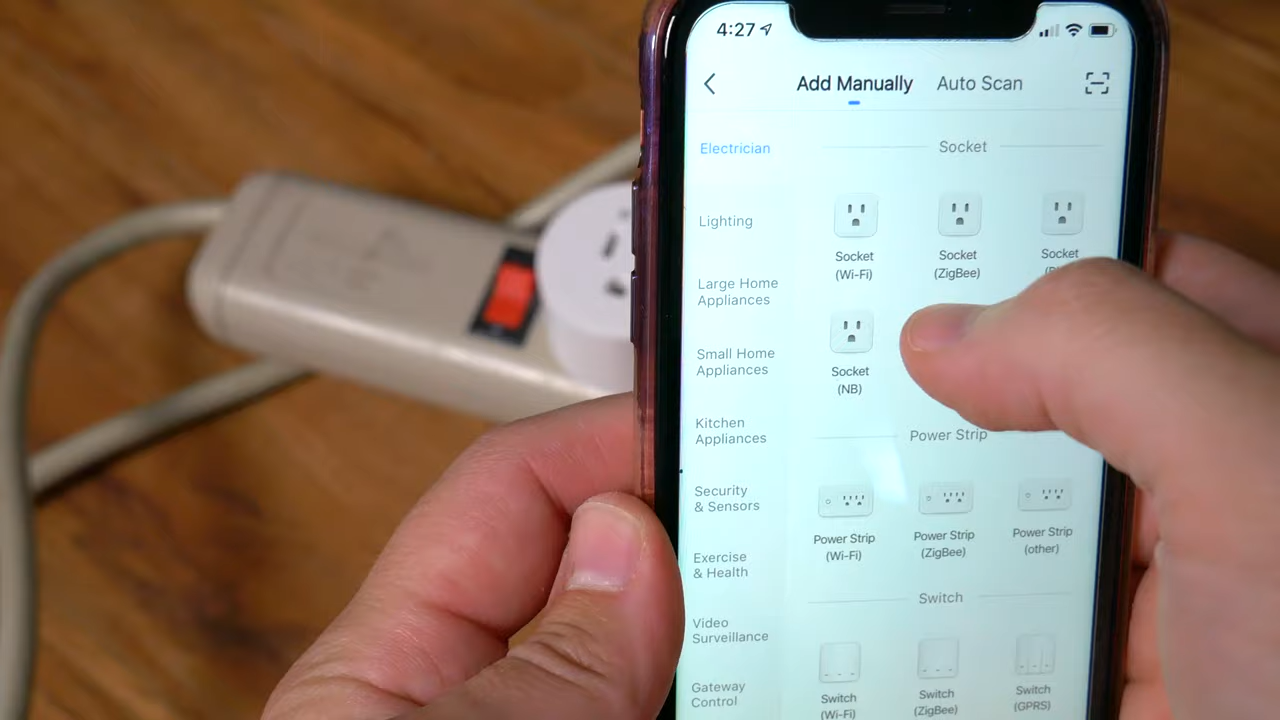 4:27
Add Manually Auto Scan
Electrician
Socket
Lighting
Socket
(Wi-Fi)
Socket
(ZigBee)
Socket
Large Home
Appliances
Socket
(NB)
Small Home
Appliances
Kitchen
Appliances
Power Strip
Security
& Sensors
Power Strip
(Wi-Fi)
Power Strip
(ZigBee)
Power Strip
(other)
Exercise
& Health
Switch
Video
Surveillance
Gateway
Control
Switch
(Wi-Fi)
Switch
(ZigBee)
Switch
(GPRS)